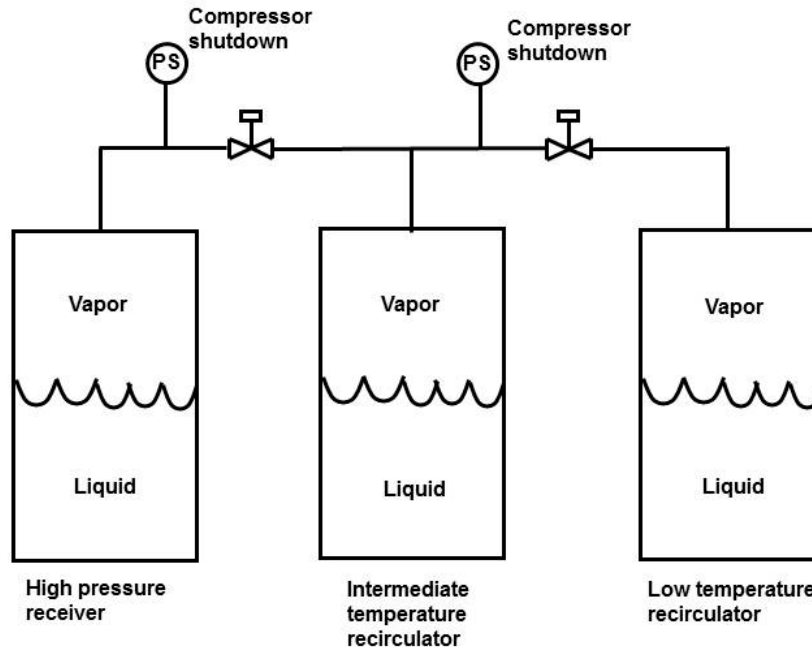 Compressor
shutdown
PS
Compressor
shutdown
PS
Vapor
Vapor
Vapor
Liquid
Liquid
Liquid
High pressure
receiver
Intermediate
temperature
recirculator
Low temperature
recirculator